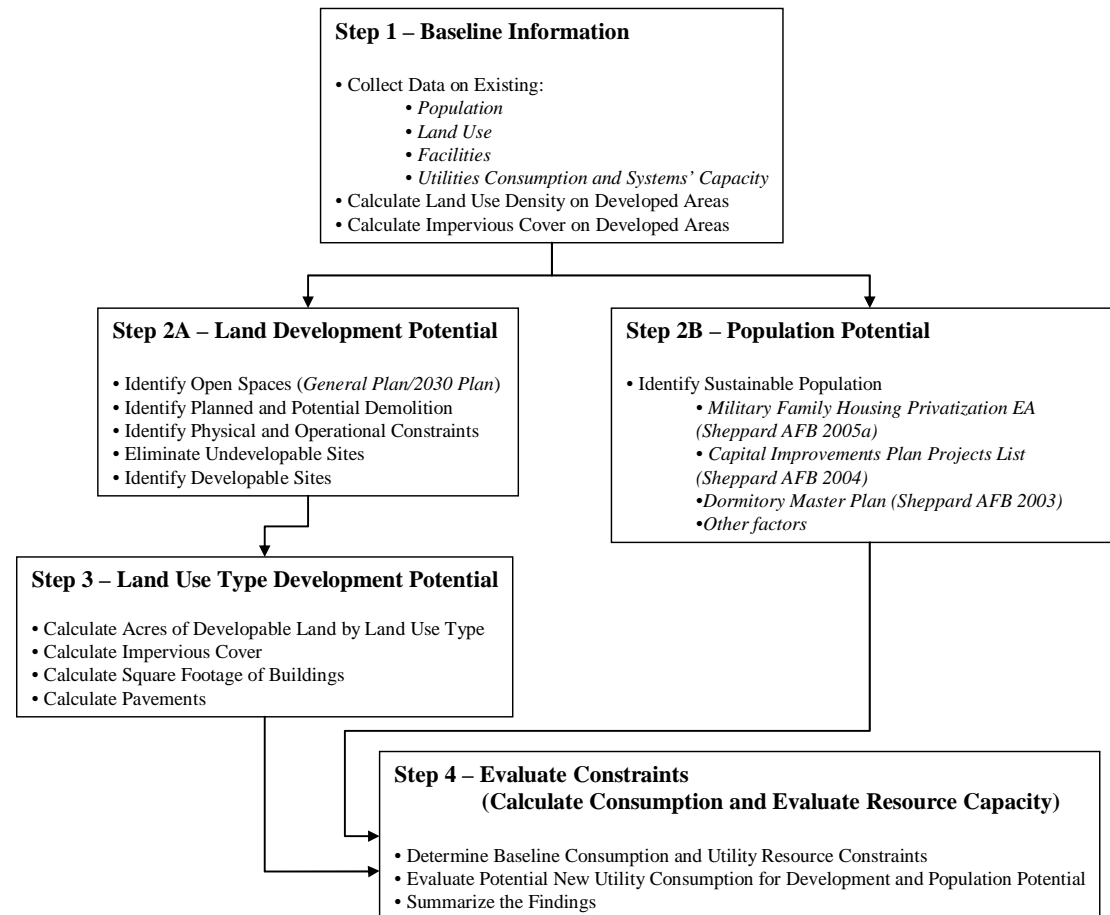 Step 1 – Baseline Information
• Collect Data on Existing:
• Population
• Land Use
• Facilities
• Utilities Consumption and Systems’ Capacity
• Calculate Land Use Density on Developed Areas
• Calculate Impervious Cover on Developed Areas
Step 2A – Land Development Potential
• Identify Open Spaces (General Plan/2030 Plan)
• Identify Planned and Potential Demolition
• Identify Physical and Operational Constraints
• Eliminate Undevelopable Sites
• Identify Developable Sites
Step 2B – Population Potential
• Identify Sustainable Population
• Military Family Housing Privatization EA
(Sheppard AFB 2005a)
• Capital Improvements Plan Projects List
(Sheppard AFB 2004)
•Dormitory Master Plan (Sheppard AFB 2003)
•Other factors
Step 3 – Land Use Type Development Potential
• Calculate Acres of Developable Land by Land Use Type
• Calculate Impervious Cover
• Calculate Square Footage of Buildings
• Calculate Pavements
Step 4 – Evaluate Constraints
(Calculate Consumption and Evaluate Resource Capacity)
• Determine Baseline Consumption and Utility Resource Constraints
• Evaluate Potential New Utility Consumption for Development and Population Potential
• Summarize the Findings